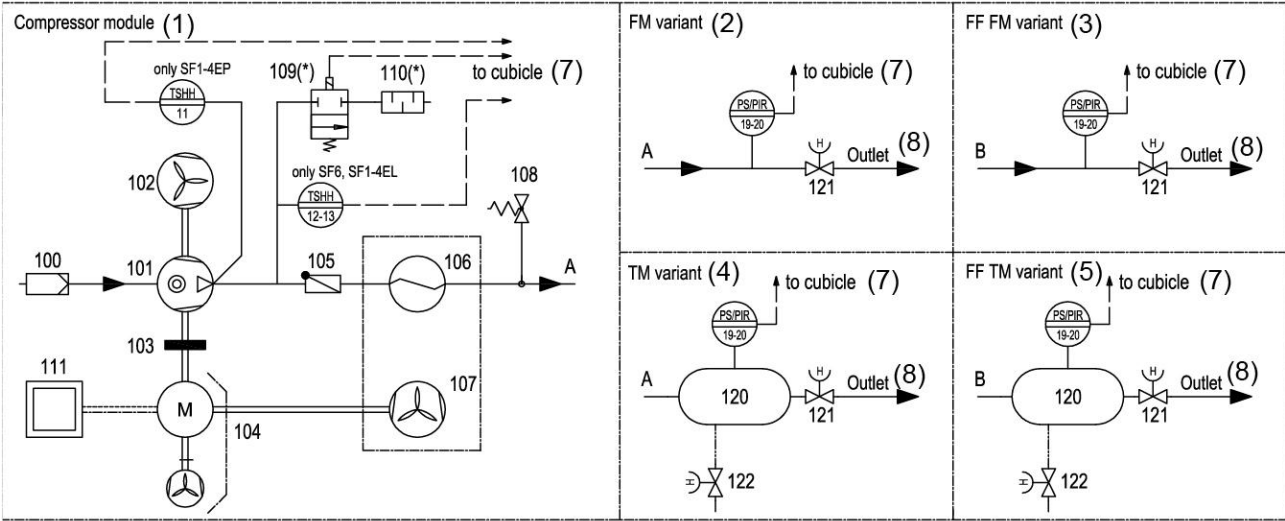 Compressor module (1)
only SF1-4EP
TSHH
11
109(*)
110(*)
to cubicle (7)
102
only SF6, SF1-4EL
TSHH
12-13
108
100
101
105
106
A
103
111
M
104
107
FM variant (2)
to cubicle (7)
PS/PIR
19-20
A
H
Outlet (8)
121
FF FM variant (3)
to cubicle (7)
PS/PIR
19-20
B
H
Outlet (8)
121
TM variant (4)
to cubicle (7)
PS/PIR
19-20
A
120
H
Outlet (8)
121
H
122
FF TM variant (5)
to cubicle (7)
PS/PIR
19-20
B
120
H
Outlet (8)
121
H
122